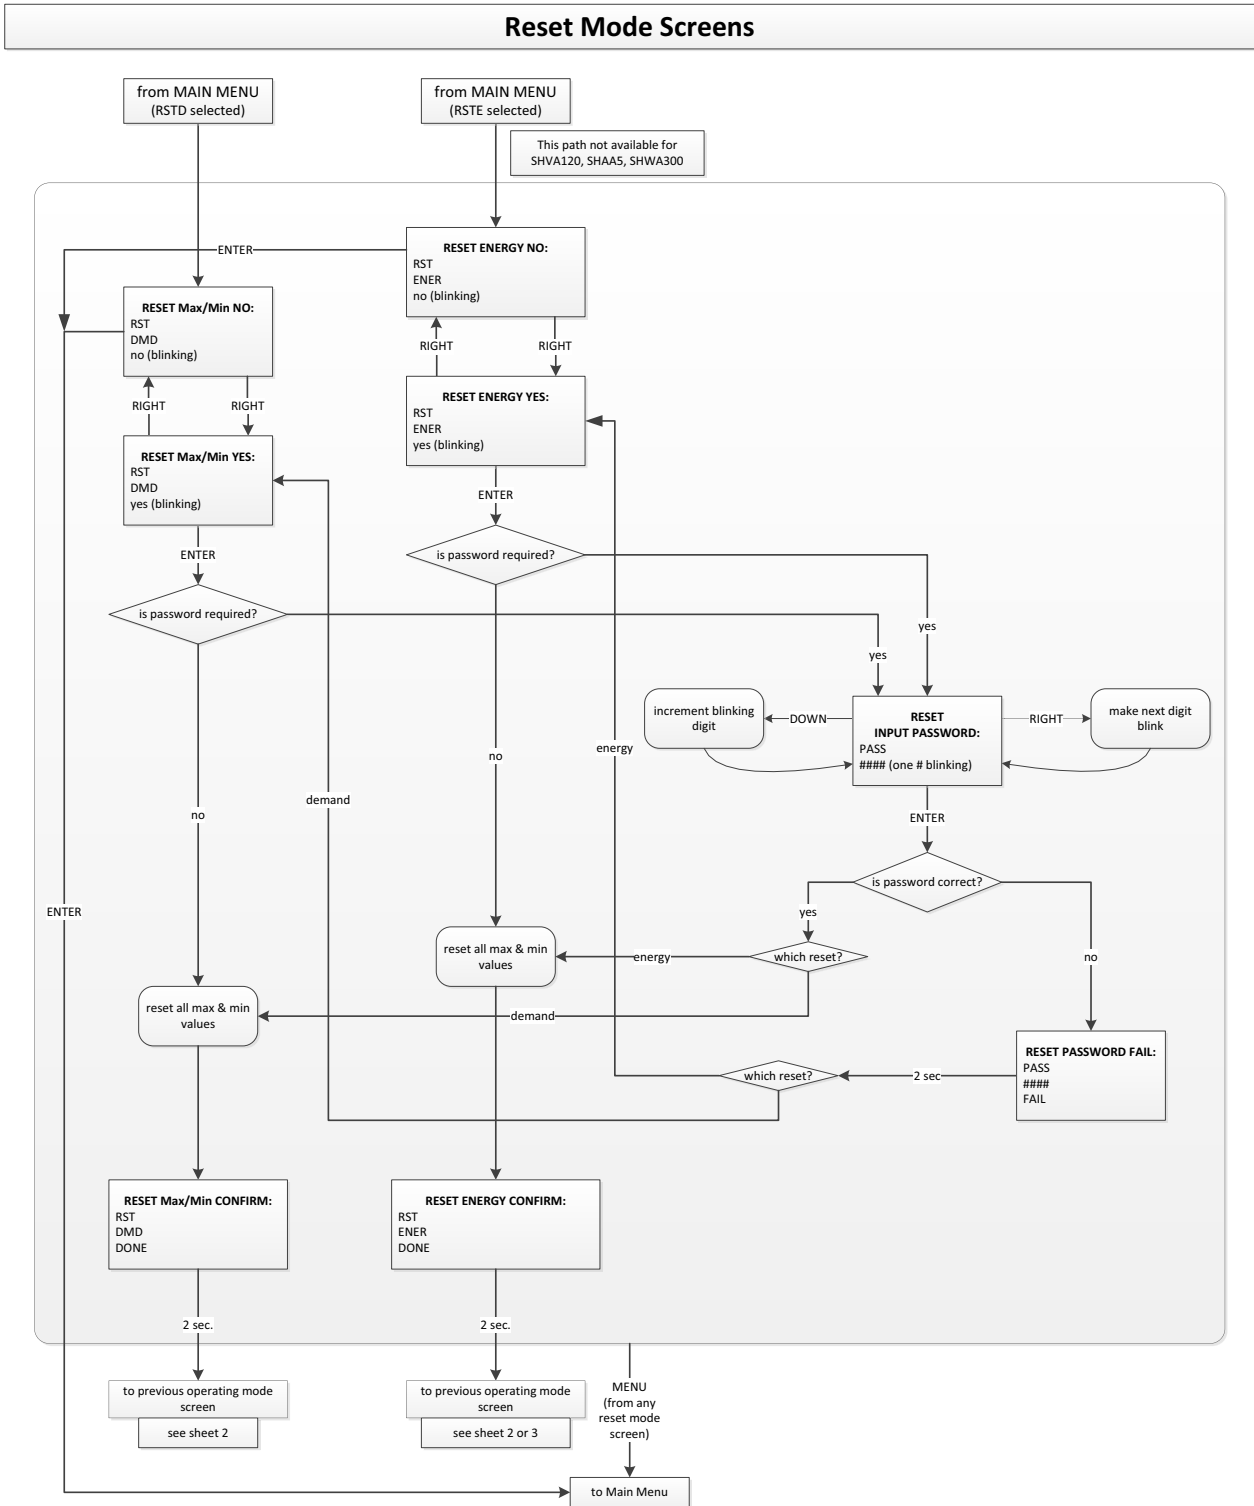 Reset Mode Screens
from MAIN MENU
(RSTD selected)
from MAIN MENU
(RSTE selected)
This path not available for
SHVA120, SHAA5, SHWA300
ENTER
RESET ENERGY NO:
RST
ENER
no (blinking)
RESET Max/Min NO:
RST
DMD
no (blinking)
RIGHT
RIGHT
RIGHT
RIGHT
RESET ENERGY YES:
RST
ENER
yes (blinking)
RESET Max/Min YES:
RST
DMD
yes (blinking)
ENTER
ENTER
is password required?
is password required?
yes
yes
increment blinking
digit
DOWN
RESET
INPUT PASSWORD:
PASS
#### (one # blinking)
RIGHT
make next digit
blink
energy
no
demand
no
ENTER
is password correct?
ENTER
yes
no
reset all max & min
values
energy
which reset?
reset all max & min
values
demand
RESET PASSWORD FAIL:
PASS
####
FAIL
which reset?
2 sec
RESET Max/Min CONFIRM:
RST
DMD
DONE
RESET ENERGY CONFIRM:
RST
ENER
DONE
2 sec.
2 sec.
to previous operating mode
screen
see sheet 2
to previous operating mode
screen
see sheet 2 or 3
MENU
(from any
reset mode
screen)
to Main Menu